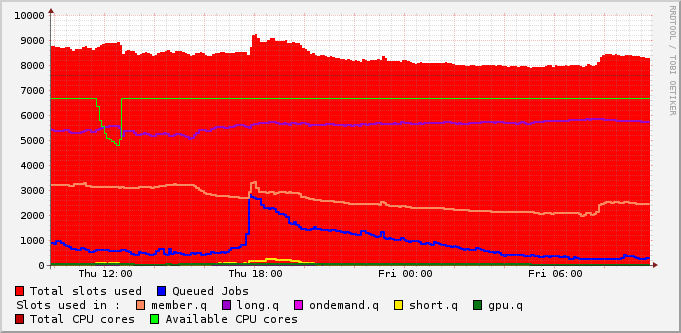 10000
9000
8000
7000
6000
5000
4000
3000
2000
1000
0
Thu 12:00 Thu 18:00 Fri 00:00 Fri 06:00
Total slots used Queued Jobs
Slots used in : member.q long.q ondemand.q short.q gpu.q
Total CPU cores Available CPU cores
RRDTOOL / TOBI OETIKER